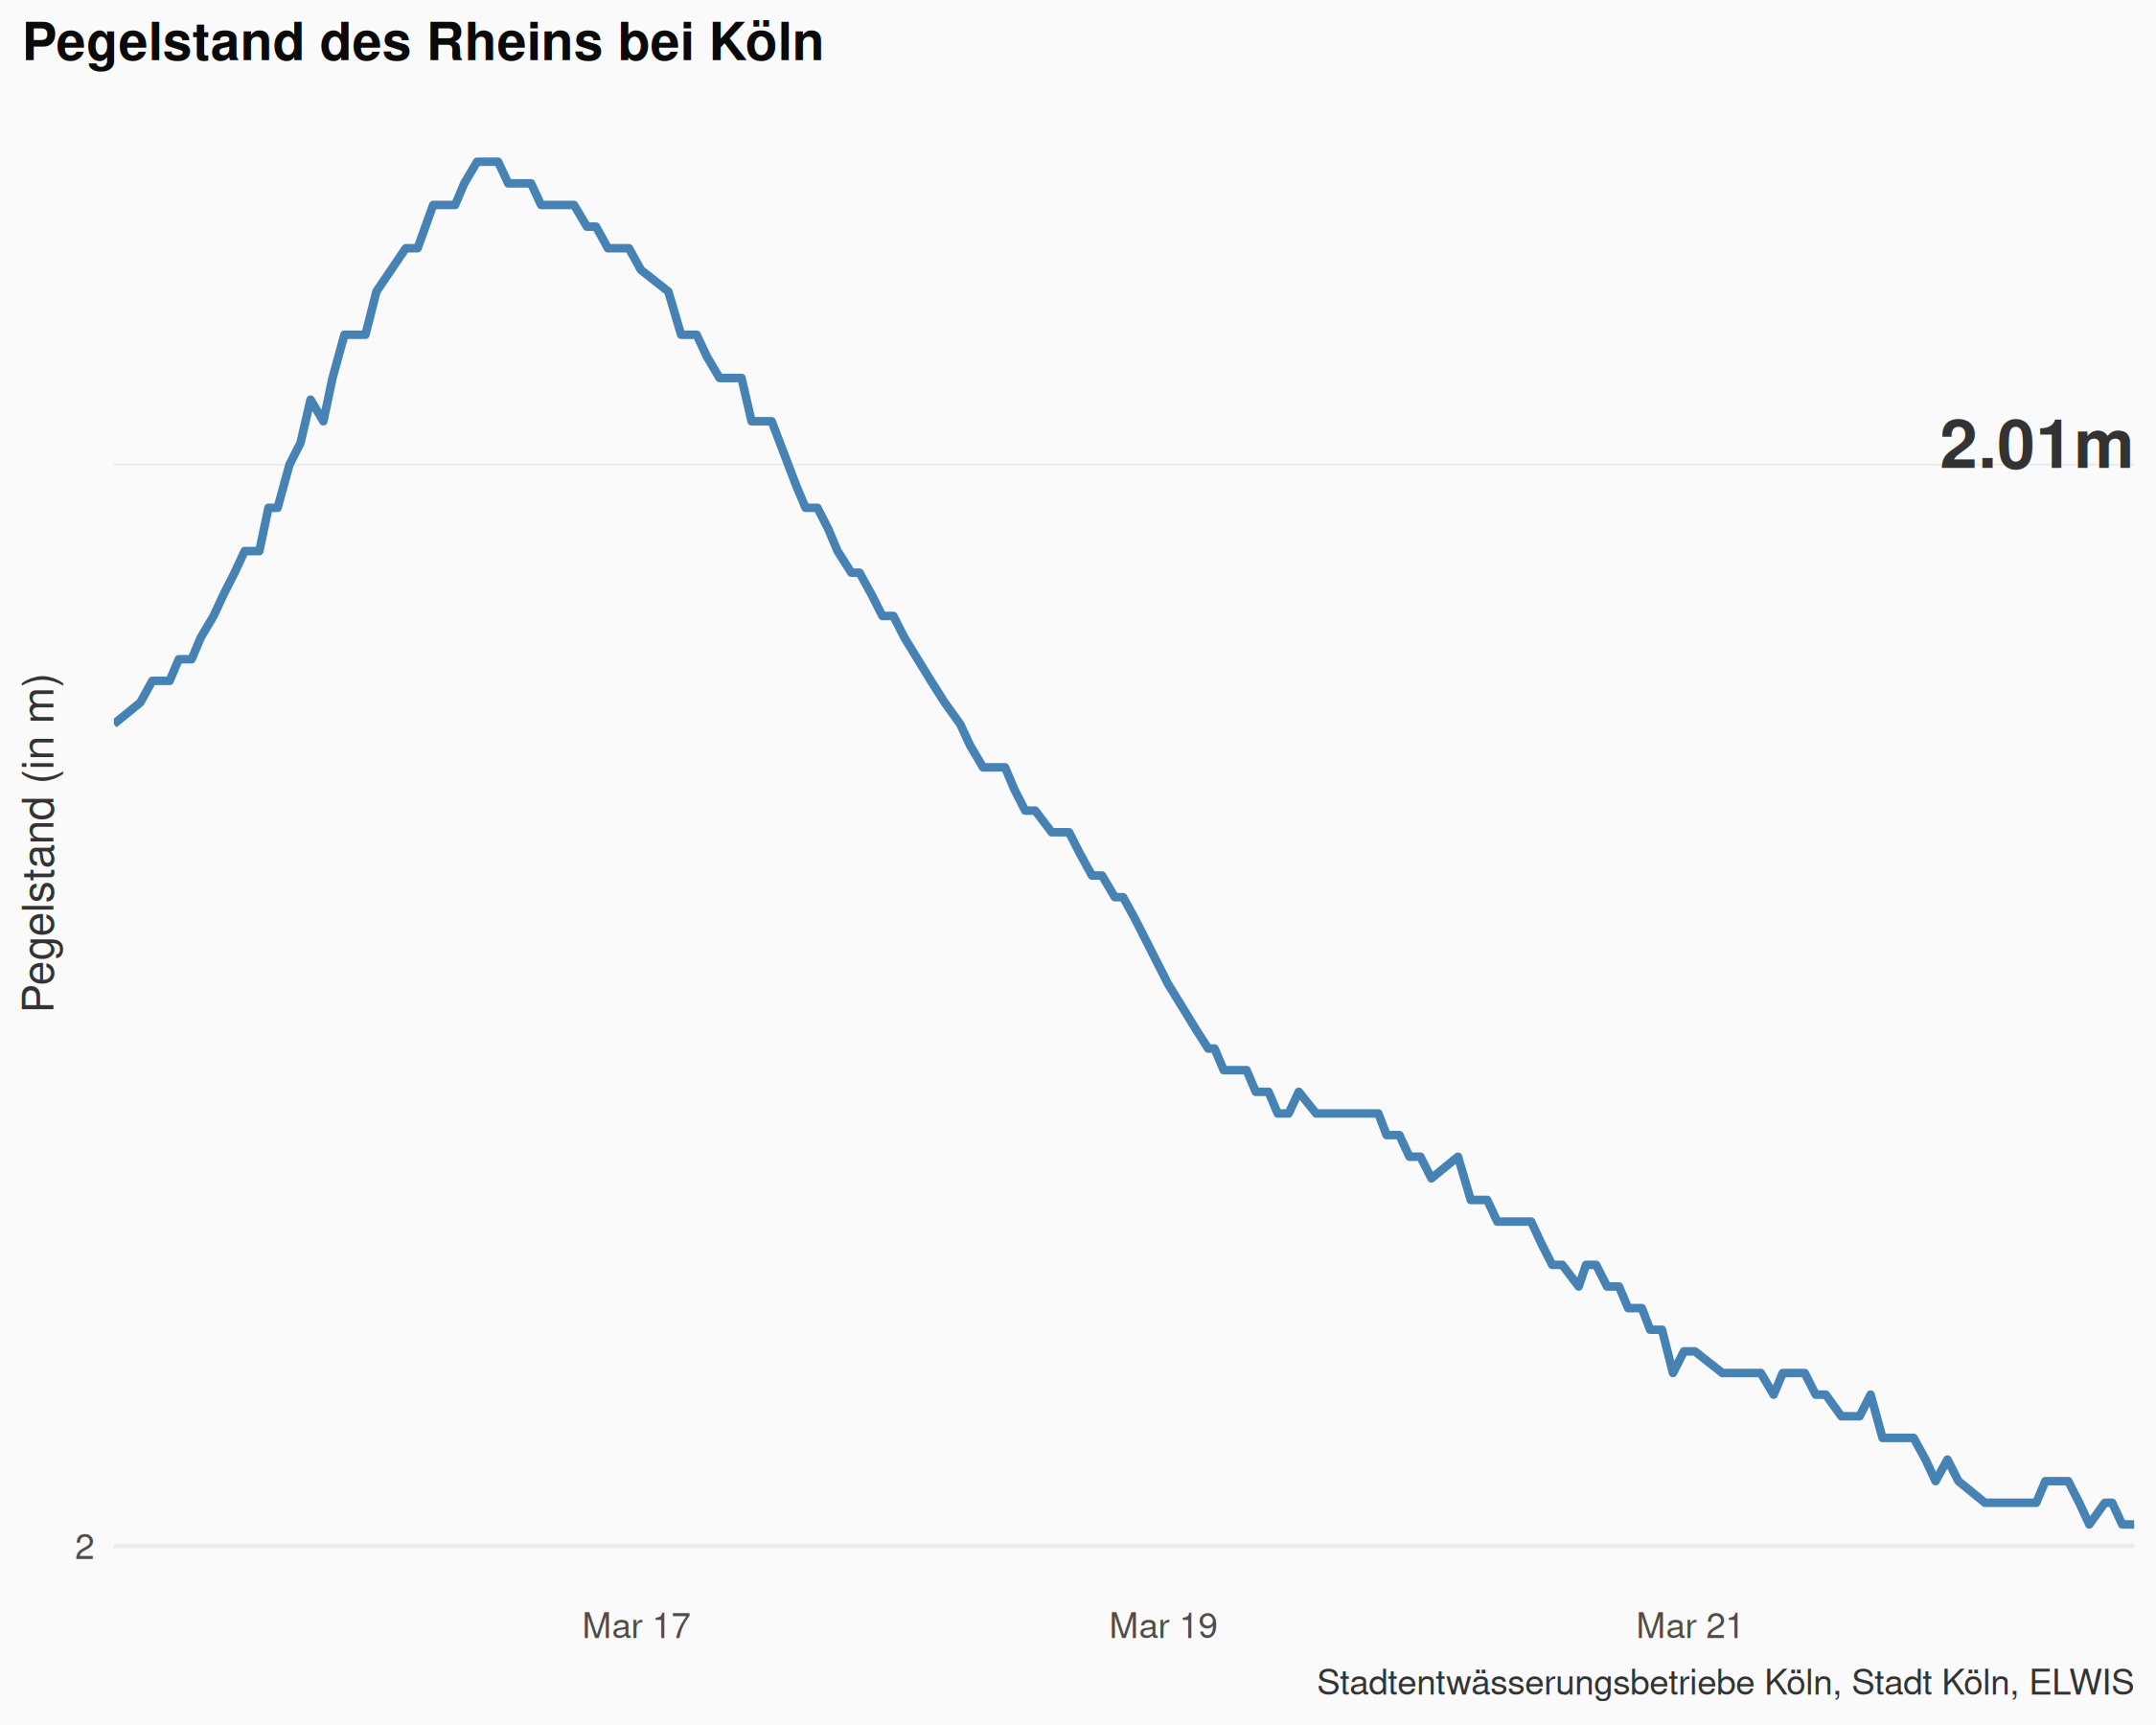 Pegelstand des Rheins bei Köln
2.01m
Pegelstand (in m)
2
Mar 17
Mar 19
Mar 21
Stadtentwässerungsbetriebe Köln, Stadt Köln, ELWIS